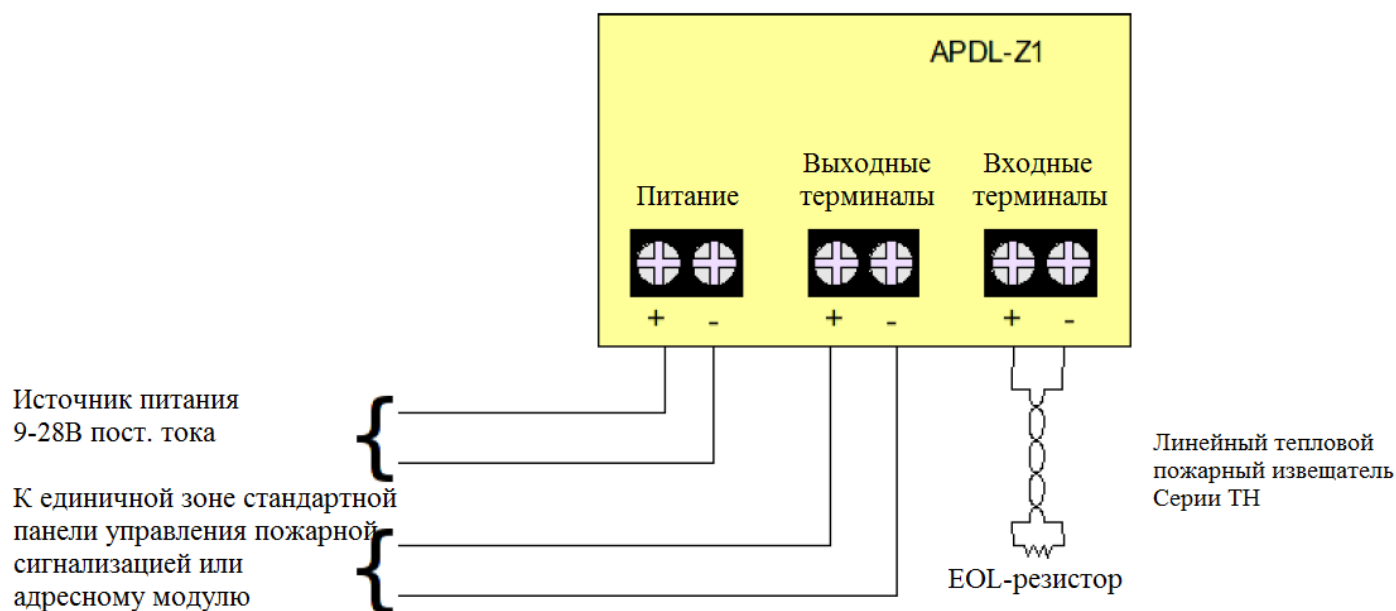 APDL-Z1
Питание
Выходные
терминалы
Входные
терминалы
+ - + - + -
Источник питания
9-28В пост. тока
К единичной зоне стандартной
панели управления пожарной
сигнализацией или
адресному модулю
Линейный тепловой
пожарный извещатель
Серии ТН
EOL-резистор